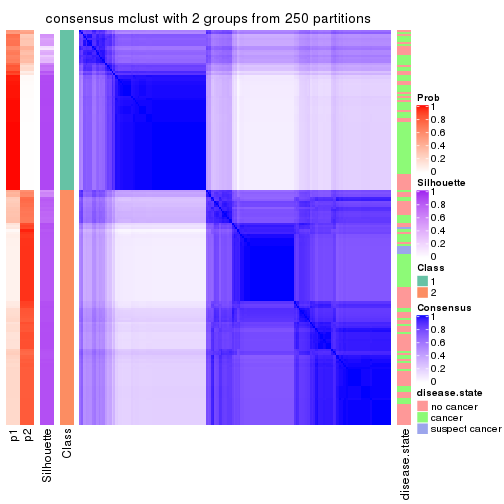 consensus mclust with 2 groups from 250 partitions
Prob
1
0.8
0.6
0.4
0.2
0
Silhouette
1
0.8
0.6
0.4
0.2
0
Class
1
2
Consensus
1
0.8
0.6
0.4
0.2
0
disease.state
no cancer
cancer
suspect cancer
p1
p2
Silhouette
Class
disease.state